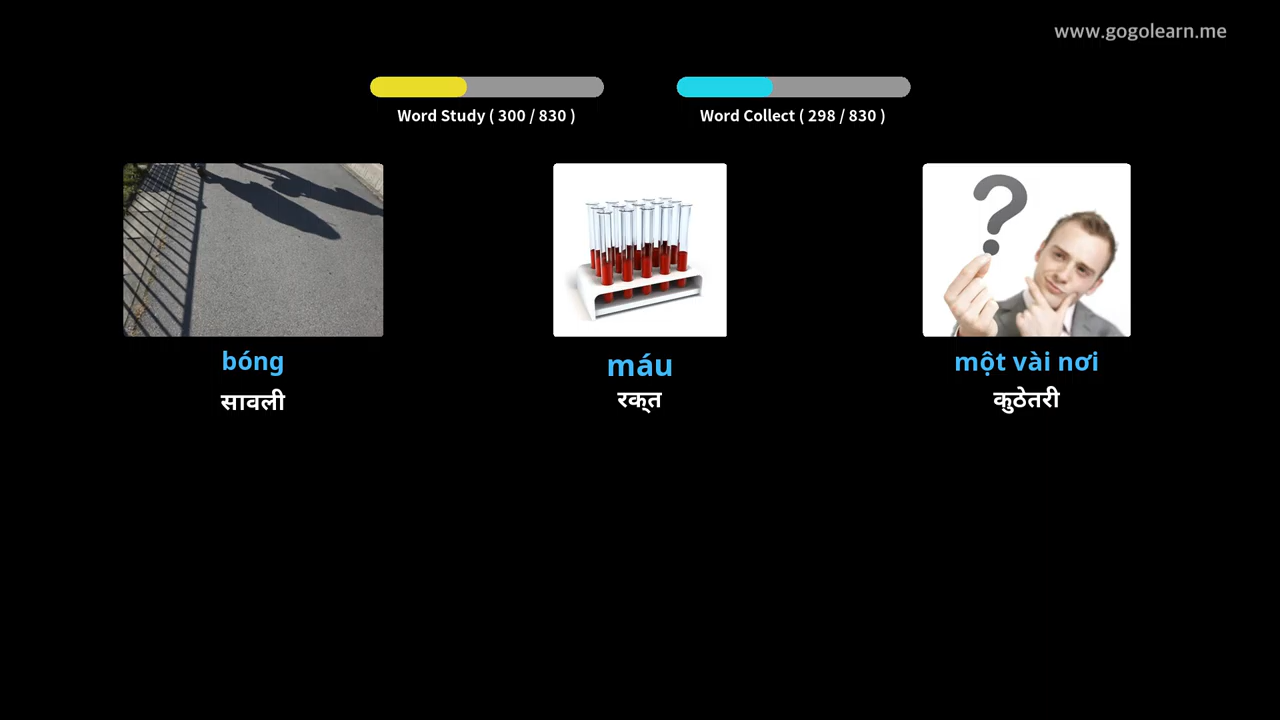 www.gogolearn.me
Word Study ( 300 / 830 )
Word Collect ( 298 / 830 )
bóng
máu
một vài nơi
सावली
रक्त
कुठेतरी